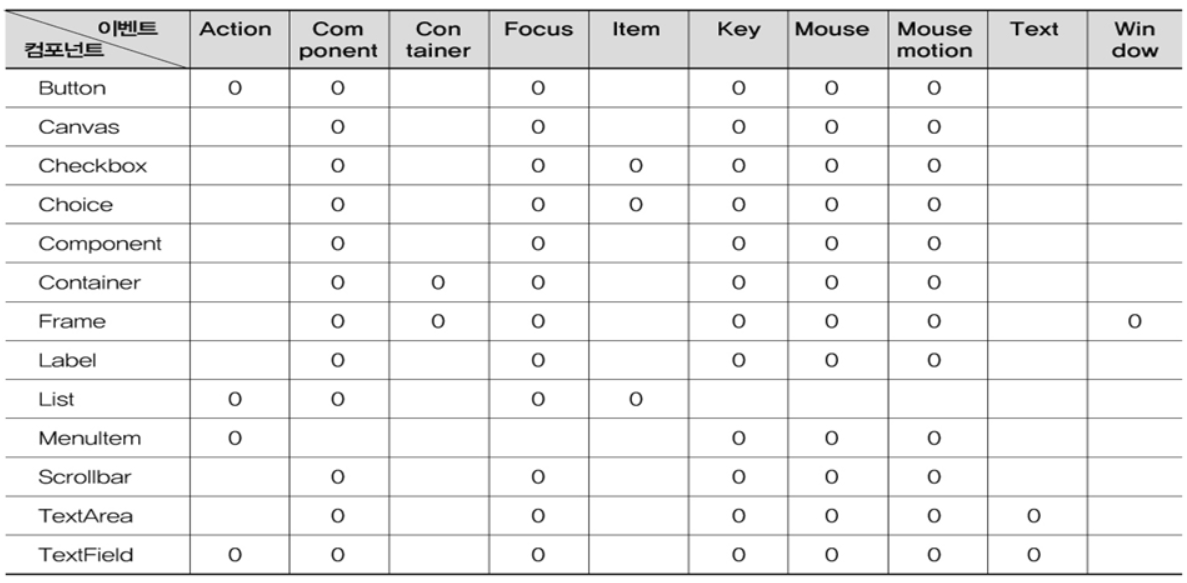 이벤트 Action Com Con Focus Item Key Mouse Mouse Text Win
컴포넌트 ponent tainer motion dow
Button O O O O O O
Canvas O O O O O
Checkbox O O O O O O
Choice O O O O O O
Component O O O O O
Container O O O O O O
Frame O O O O O O O
Label O O O O O
List O O O O
MenuItem O O O O
Scrollbar O O O O O
TextArea O O O O O O
TextField O O O O O O O